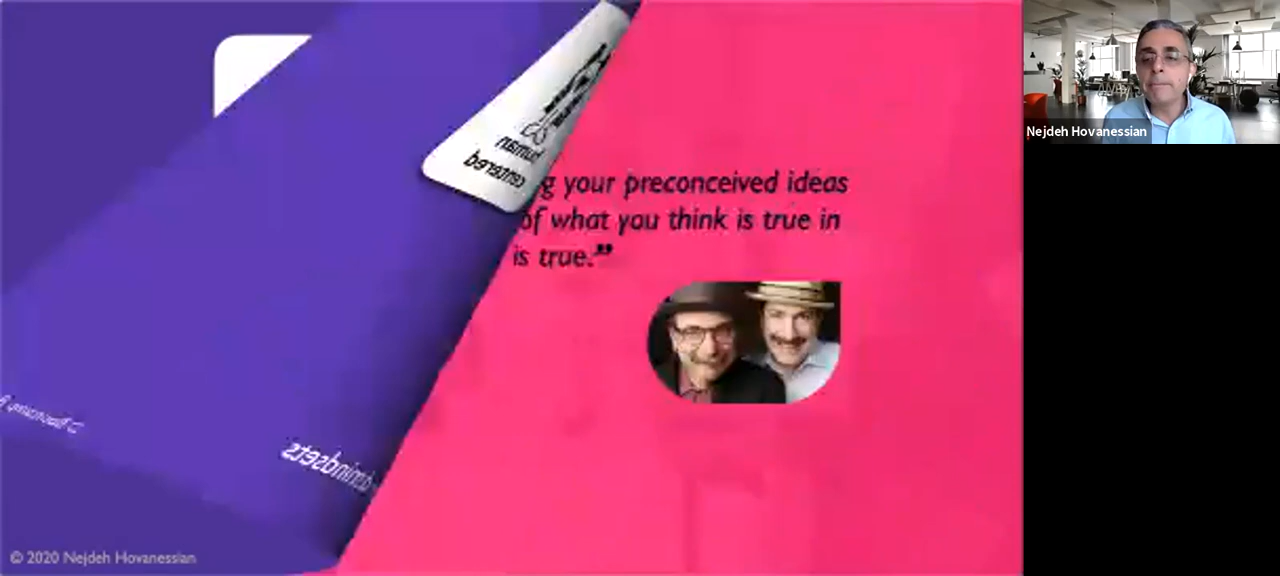 human
centered
g your preconceived ideas
of what you think is true in
is true.”
mindsets
© 2020 Nejdeh Hovanessian
Nejdeh Hovanessian